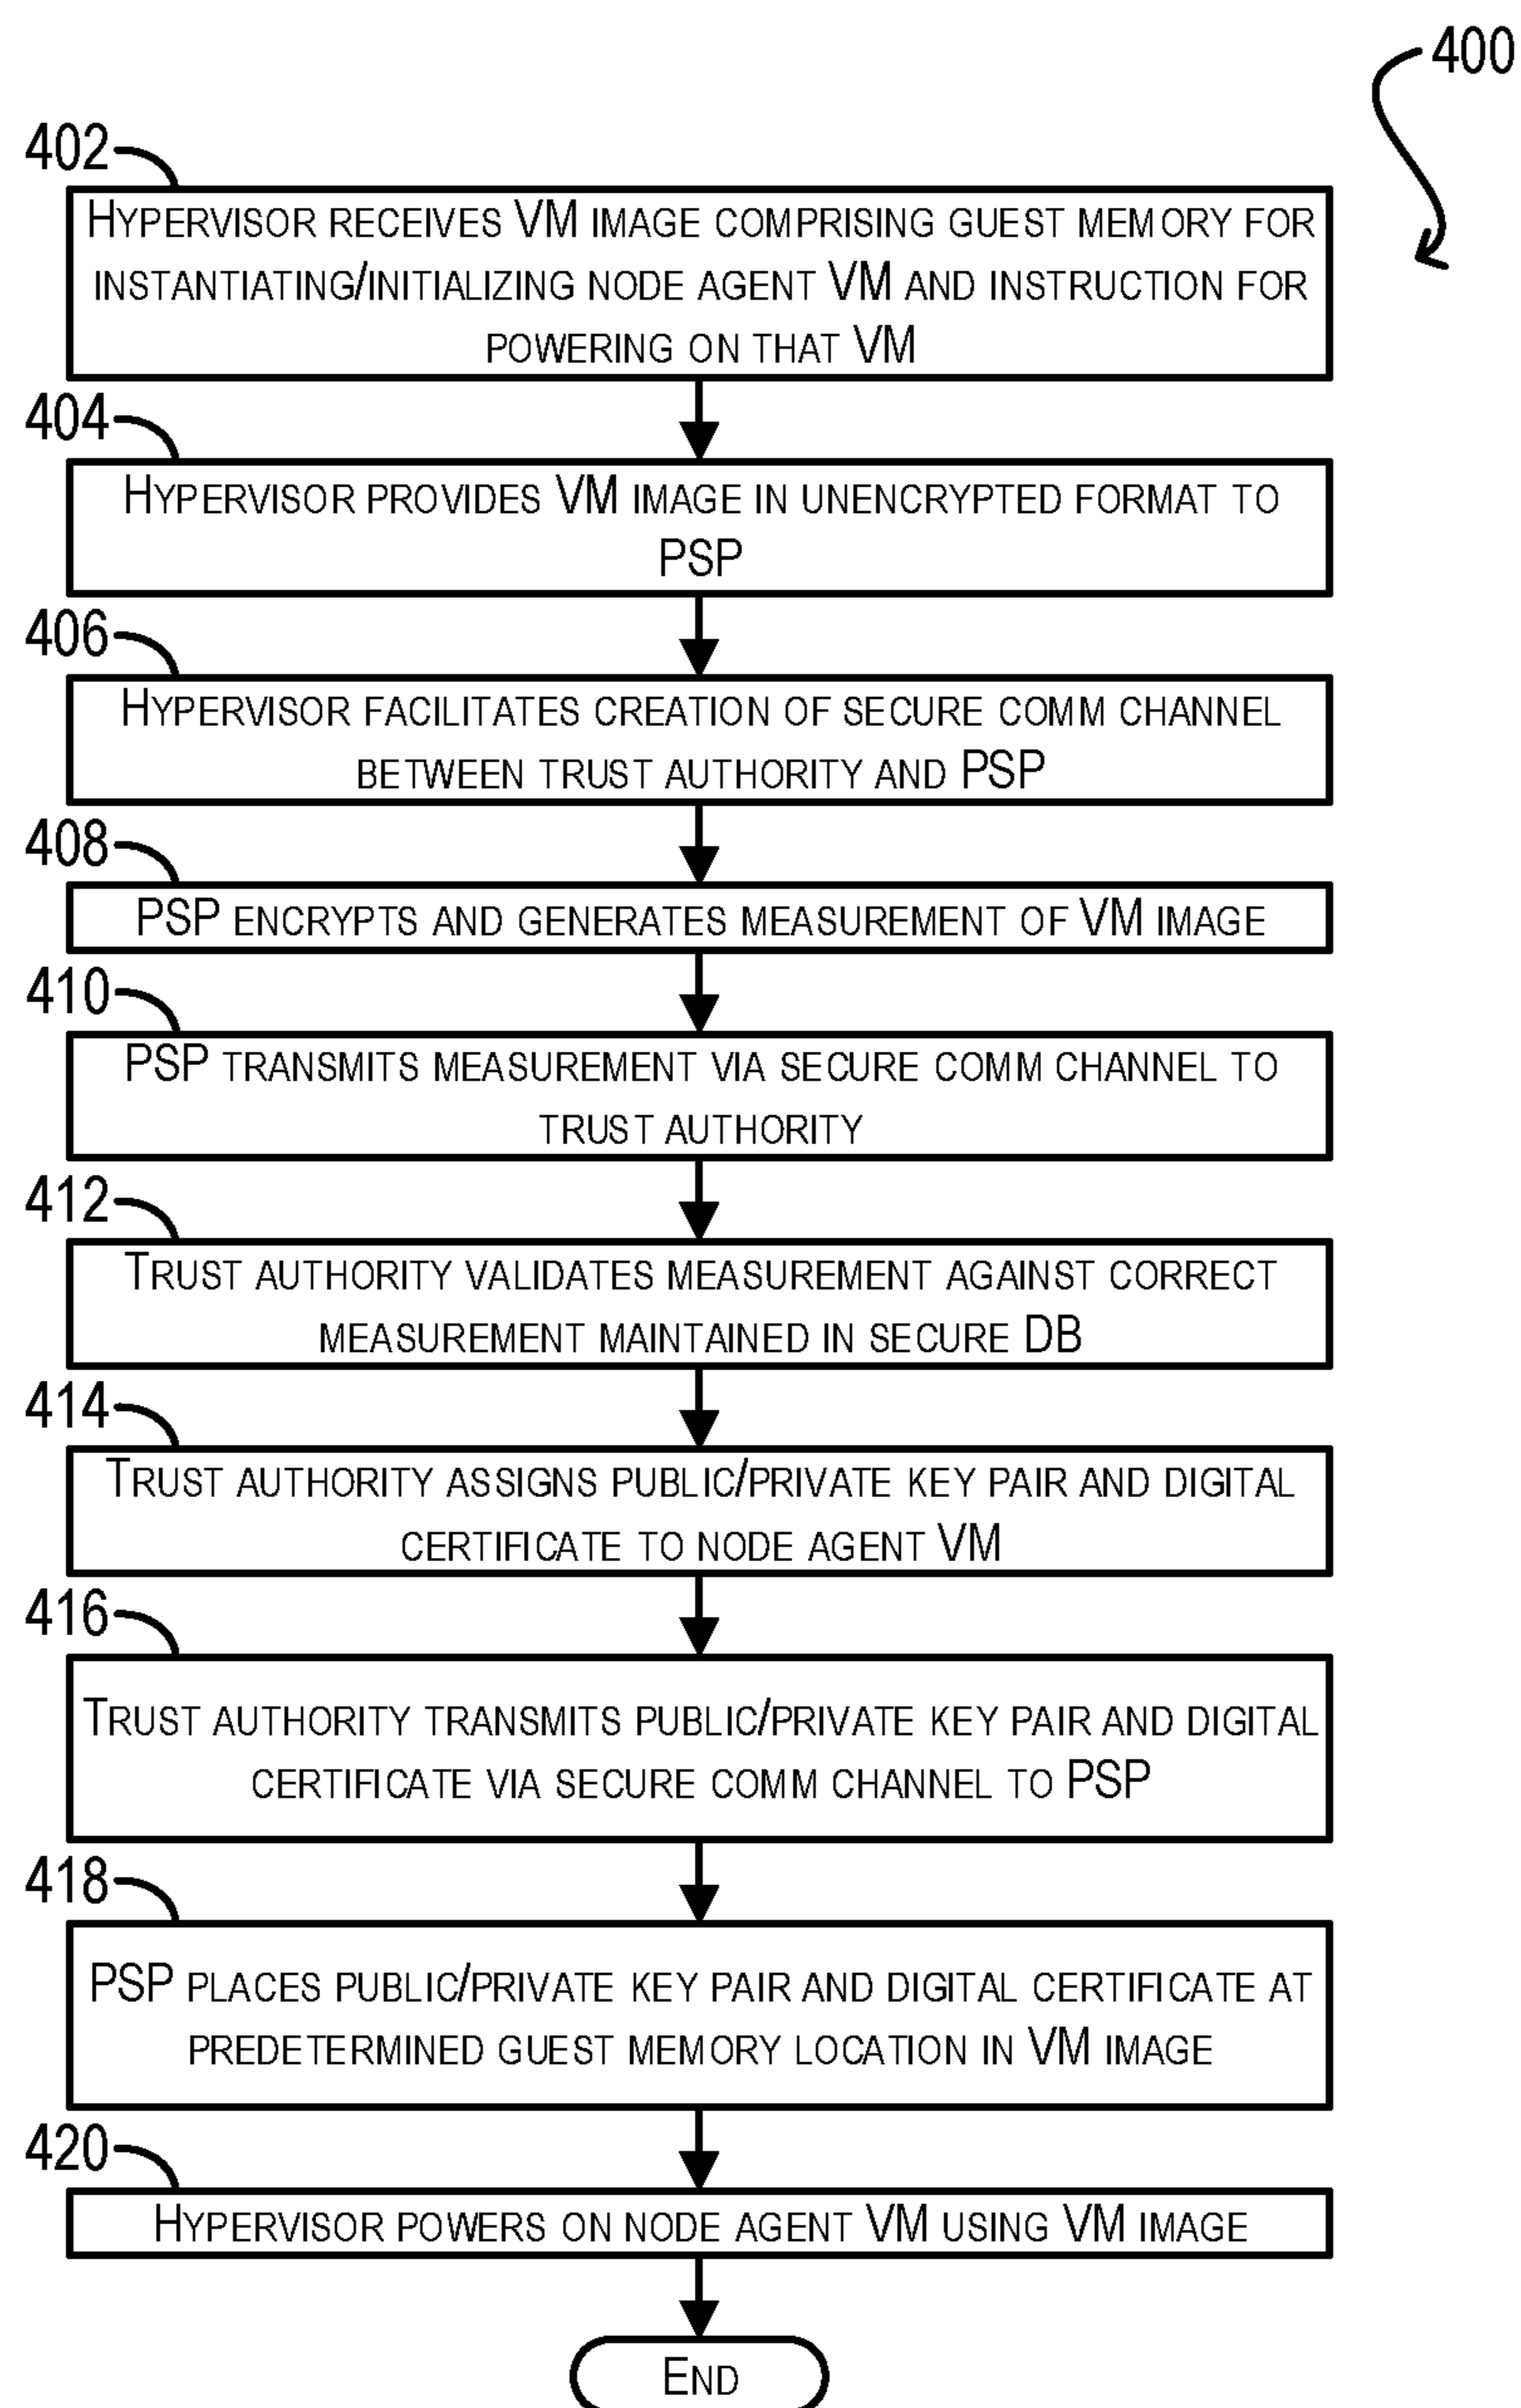 400
402
HYPERVISOR RECEIVES VM IMAGE COMPRISING GUEST MEMORY FOR
INSTANTIATING/INITIALIZING NODE AGENT VM AND INSTRUCTION FOR
POWERING ON THAT VM
404
HYPERVISOR PROVIDES VM IMAGE IN UNENCRYPTED FORMAT TO
PSP
406
HYPERVISOR FACILITATES CREATION OF SECURE COMM CHANNEL
BETWEEN TRUST AUTHORITY AND PSP
408
PSP ENCRYPTS AND GENERATES MEASUREMENT OF VM IMAGE
410
PSP TRANSMITS MEASUREMENT VIA SECURE COMM CHANNEL TO
TRUST AUTHORITY
412
TRUST AUTHORITY VALIDATES MEASUREMENT AGAINST CORRECT
MEASUREMENT MAINTAINED IN SECURE DB
414
TRUST AUTHORITY ASSIGNS PUBLIC/PRIVATE KEY PAIR AND DIGITAL
CERTIFICATE TO NODE AGENT VM
416
TRUST AUTHORITY TRANSMITS PUBLIC/PRIVATE KEY PAIR AND DIGITAL
CERTIFICATE VIA SECURE COMM CHANNEL TO PSP
418
PSP PLACES PUBLIC/PRIVATE KEY PAIR AND DIGITAL CERTIFICATE AT
PREDETERMINED GUEST MEMORY LOCATION IN VM IMAGE
420
HYPERVISOR POWERS ON NODE AGENT VM USING VM IMAGE
END